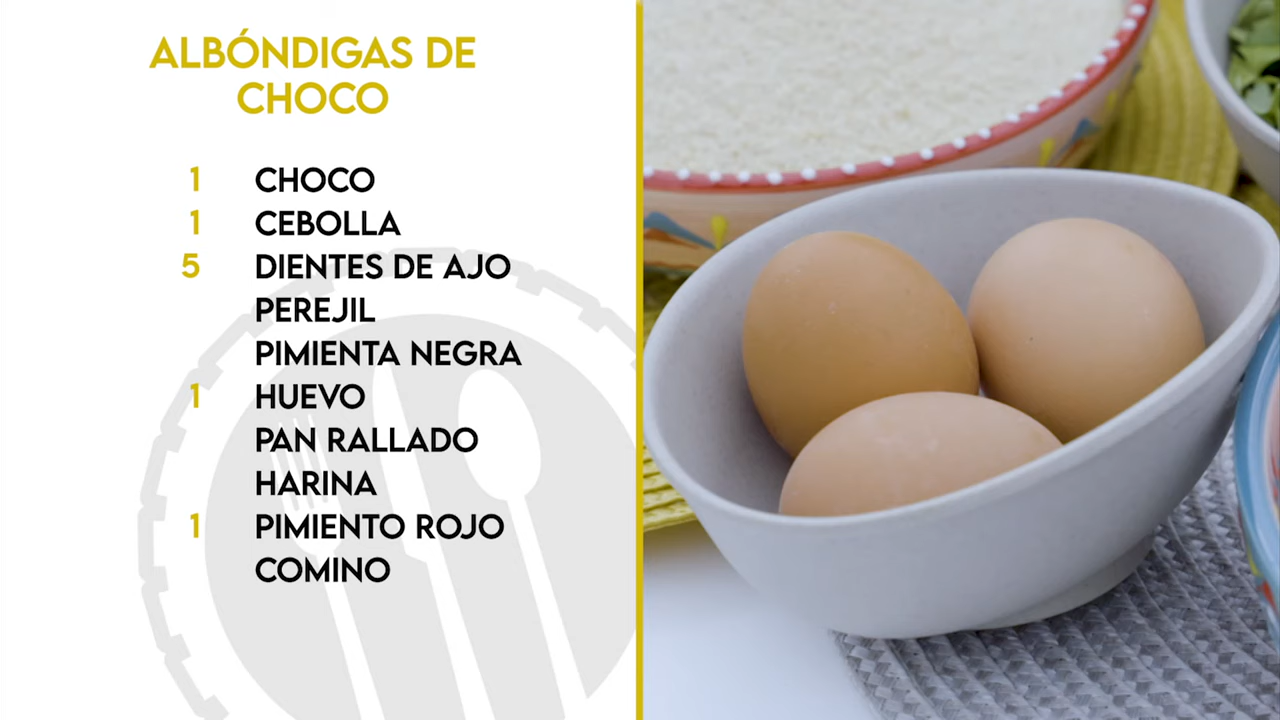 ALBÓNDIGAS DE
CHOCO
1 CHOCO
1 CEBOLLA
5 DIENTES DE AJO
PEREJIL
PIMIENTA NEGRA
1 HUEVO
PAN RALLADO
HARINA
1 PIMIENTO ROJO
COMINO